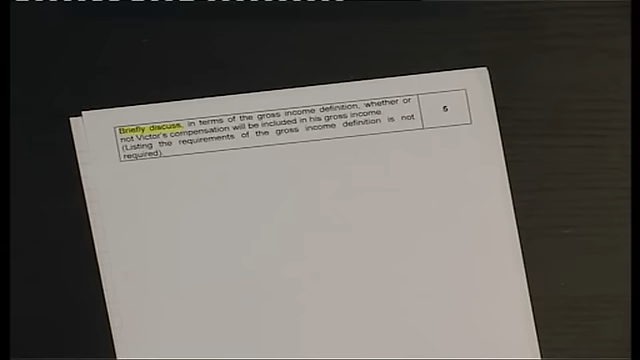 Briefly discuss, in terms of the gross income definition, whether or
not Victor's compensation will be included in his gross income.
(Listing the requirements of the gross income definition is not
required)
5